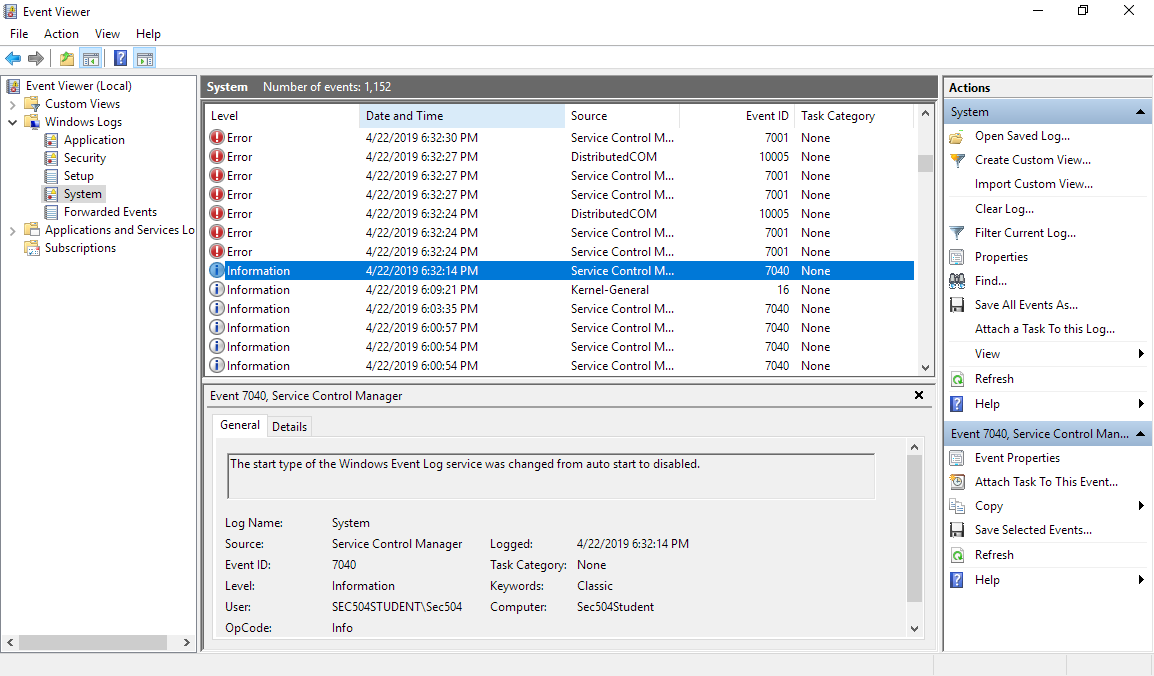 Event Viewer
File Action View Help
Event Viewer (Local)
Custom Views
Windows Logs
Application
Security
Setup
System
Forwarded Events
Applications and Services Lo
Subscriptions
System Number of events: 1,152
Level Date and Time Source Event ID Task Category
Error 4/22/2019 6:32:30 PM Service Control M... 7001 None
Error 4/22/2019 6:32:27 PM DistributedCOM 10005 None
Error 4/22/2019 6:32:27 PM Service Control M... 7001 None
Error 4/22/2019 6:32:27 PM Service Control M... 7001 None
Error 4/22/2019 6:32:24 PM DistributedCOM 10005 None
Error 4/22/2019 6:32:24 PM Service Control M... 7001 None
Error 4/22/2019 6:32:24 PM Service Control M... 7001 None
Information 4/22/2019 6:32:14 PM Service Control M... 7040 None
Information 4/22/2019 6:09:21 PM Kernel-General 16 None
Information 4/22/2019 6:03:35 PM Service Control M... 7040 None
Information 4/22/2019 6:00:57 PM Service Control M... 7040 None
Information 4/22/2019 6:00:54 PM Service Control M... 7040 None
Information 4/22/2019 6:00:54 PM Service Control M... 7040 None
Event 7040, Service Control Manager
General Details
The start type of the Windows Event Log service was changed from auto start to disabled.
Log Name: System
Source: Service Control Manager Logged: 4/22/2019 6:32:14 PM
Event ID: 7040 Task Category: None
Level: Information Keywords: Classic
User: SEC504STUDENT\Sec504 Computer: Sec504Student
OpCode: Info
Actions
System
Open Saved Log...
Create Custom View...
Import Custom View...
Clear Log...
Filter Current Log...
Properties
Find...
Save All Events As...
Attach a Task To this Log...
View
Refresh
Help
Event 7040, Service Control Man...
Event Properties
Attach Task To This Event...
Copy
Save Selected Events...
Refresh
Help